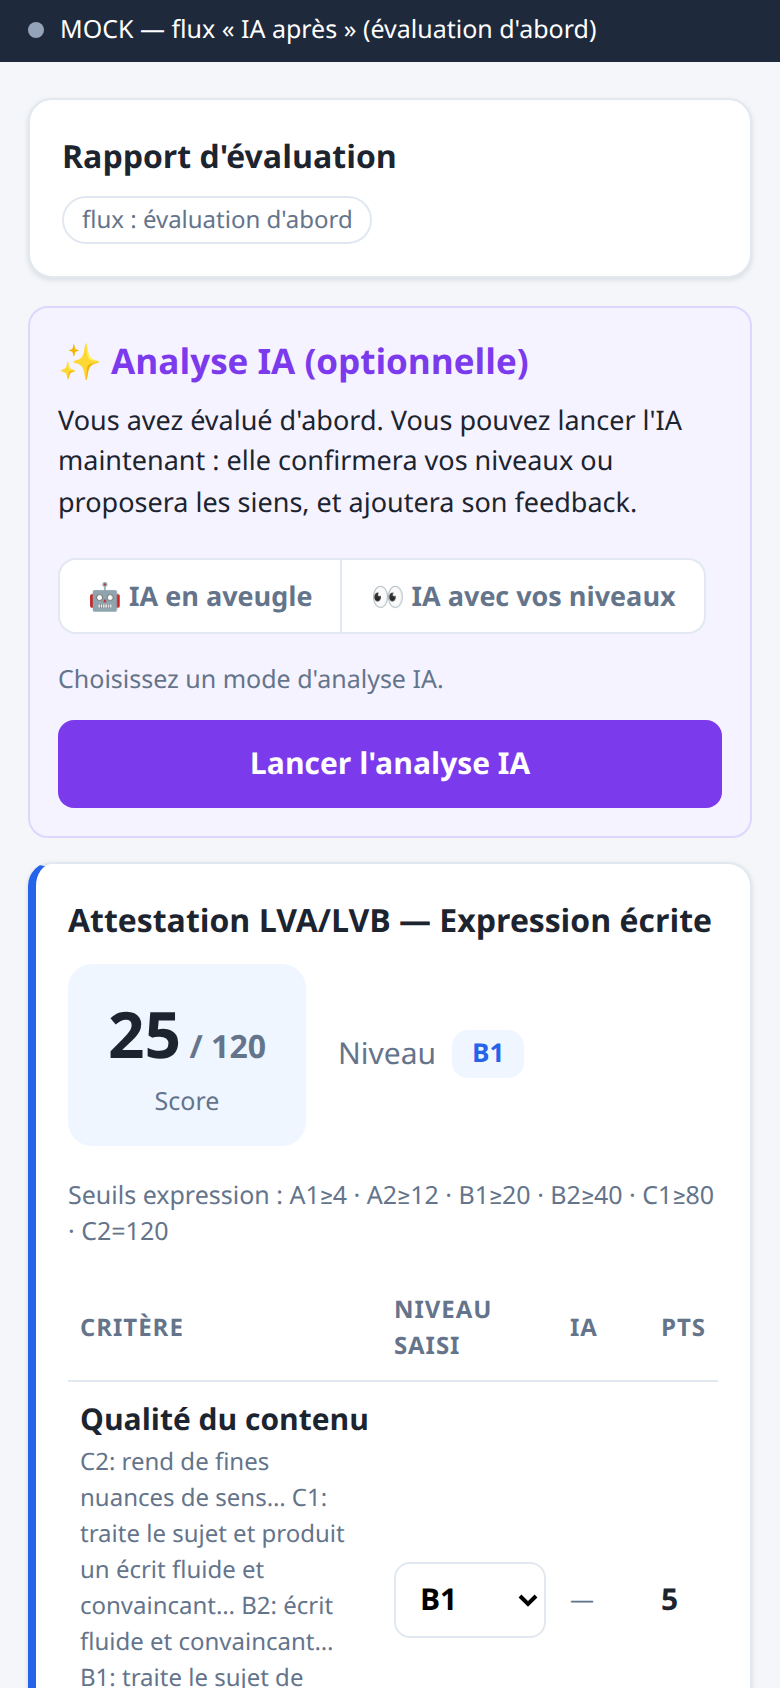 MOCK — flux « IA après » (évaluation d'abord)
Rapport d'évaluation
flux : évaluation d'abord
✨ Analyse IA (optionnelle)
Vous avez évalué d'abord. Vous pouvez lancer l'IA
maintenant : elle confirmera vos niveaux ou
proposera les siens, et ajoutera son feedback.
🤖 IA en aveugle
👀 IA avec vos niveaux
Choisissez un mode d'analyse IA.
Lancer l'analyse IA
Attestation LVA/LVB — Expression écrite
25 / 120
Score
Niveau B1
Seuils expression : A1≥4 · A2≥12 · B1≥20 · B2≥40 · C1≥80
· C2=120
CRITÈRE
NIVEAU
SAISI
IA
PTS
Qualité du contenu
C2: rend de fines
nuances de sens… C1:
traite le sujet et produit
un écrit fluide et
convaincant… B2: écrit
fluide et convaincant…
B1: traite le sujet de
B1
—
5